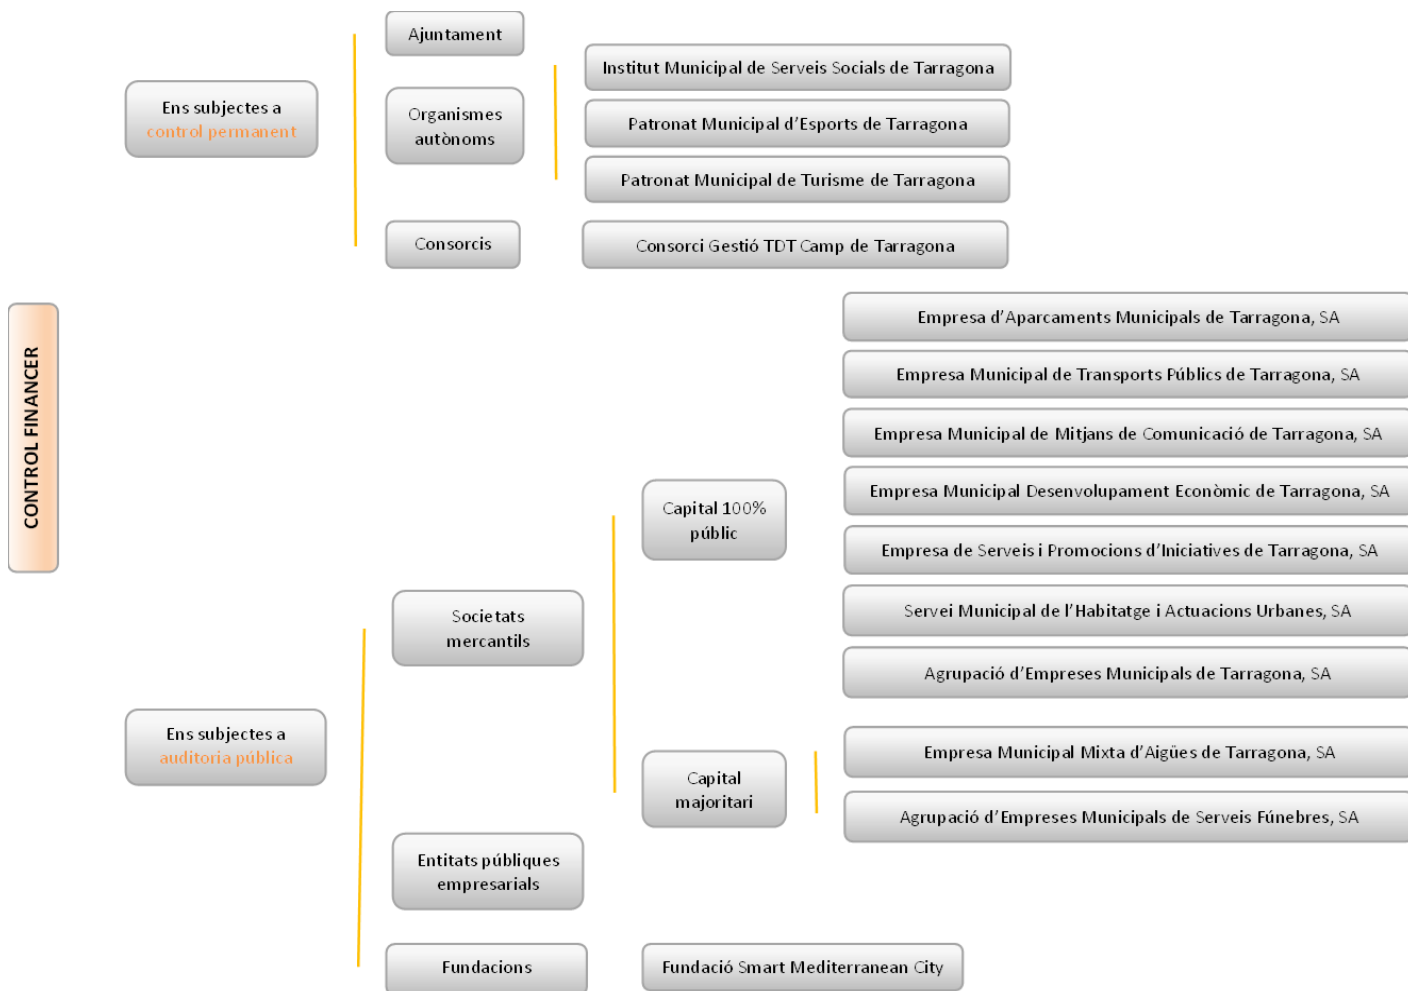 CONTROL FINANCER
Ens subjectes a
control permanent
Ajuntament
Organismes
autònoms
Institut Municipal de Serveis Socials de Tarragona
Patronat Municipal d'Esports de Tarragona
Patronat Municipal de Turisme de Tarragona
Consorcis
Consorci Gestió TDT Camp de Tarragona
Ens subjectes a
auditoria pública
Societats
mercantils
Capital 100%
públic
Empresa d'Aparcaments Municipals de Tarragona, SA
Empresa Municipal de Transports Públics de Tarragona, SA
Empresa Municipal de Mitjans de Comunicació de Tarragona, SA
Empresa Municipal Desenvolupament Econòmic de Tarragona, SA
Empresa de Serveis i Promocions d'Iniciatives de Tarragona, SA
Servei Municipal de l'Habitatge i Actuacions Urbanes, SA
Agrupació d'Empreses Municipals de Tarragona, SA
Capital
majoritari
Empresa Municipal Mixta d'Aigües de Tarragona, SA
Agrupació d'Empreses Municipals de Serveis Fúnebres, SA
Entitats públiques
empresarials
Fundacions
Fundació Smart Mediterranean City